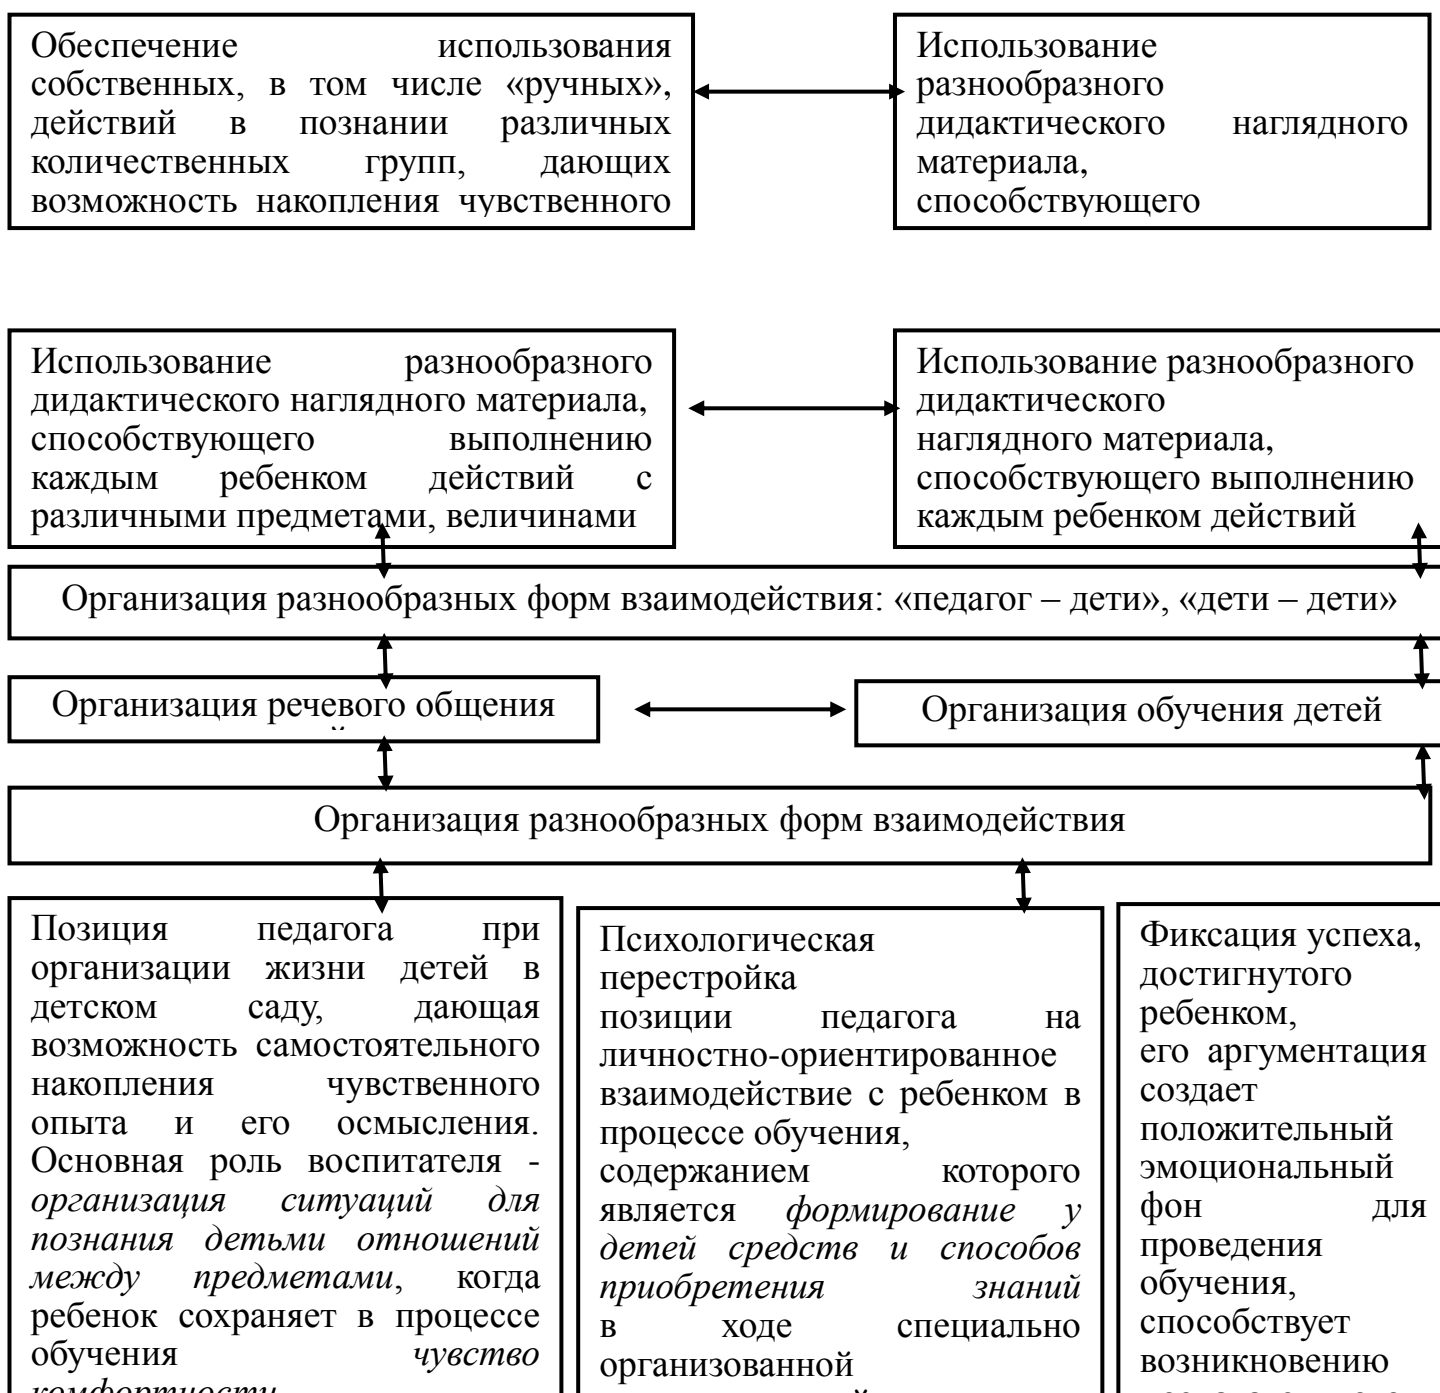 Обеспечение использования
собственных, в том числе «ручных»,
действий в познании различных
количественных групп, дающих
возможность накопления чувственного
Использование
разнообразного
дидактического наглядного
материала,
способствующего
Использование разнообразного
дидактического наглядного материала,
способствующего выполнению
каждым ребенком действий с
различными предметами, величинами
Использование разнообразного
дидактического
наглядного материала,
способствующего выполнению
каждым ребенком действий
Организация разнообразных форм взаимодействия: «педагог – дети», «дети – дети»
Организация речевого общения
Организация обучения детей
Организация разнообразных форм взаимодействия
Позиция педагога при
организации жизни детей в
детском саду, дающая
возможность самостоятельного
накопления чувственного
опыта и его осмысления.
Основная роль воспитателя -
организация ситуаций для
познания детьми отношений
между предметами, когда
ребенок сохраняет в процессе
обучения чувство
комфортности
Психологическая
перестройка
позиции педагога на
личностно-ориентированное
взаимодействие с ребенком в
процессе обучения,
содержанием которого
является формирование у
детей средств и способов
приобретения знаний
в ходе специально
организованной
Фиксация успеха,
достигнутого
ребенком,
его аргументация
создает
положительный
эмоциональный
фон для
проведения
обучения,
способствует
возникновению